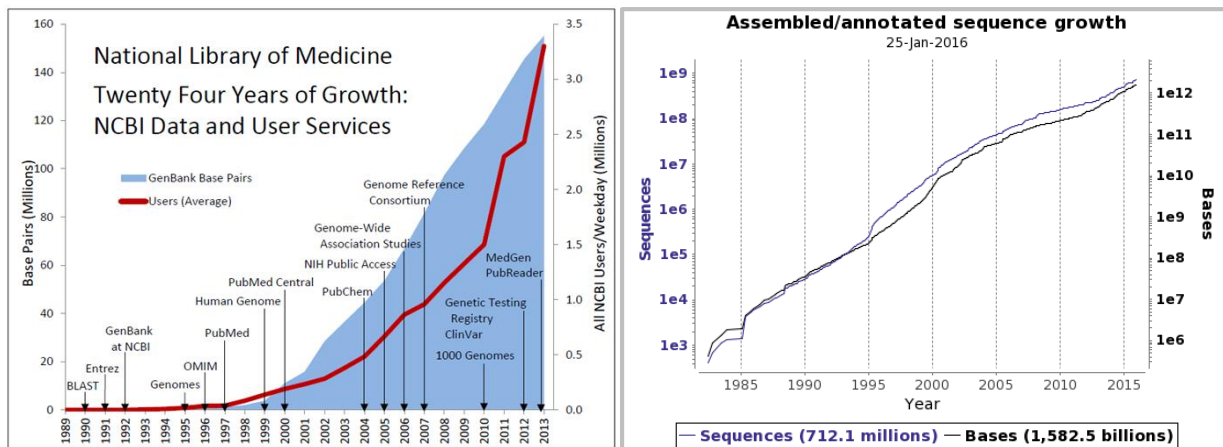 National Library of Medicine
Twenty Four Years of Growth:
NCBI Data and User Services
GenBank Base Pairs
Users (Average)
Base Pairs (Millions)
160
140
120
100
80
60
40
20
0
All NCBI Users/Weekday (Millions)
3.5
3.0
2.5
2.0
1.5
1.0
0.5
0.0
BLAST
Entrez
GenBank
at NCBI
Genomes
OMIM
PubMed
Human Genome
PubMed Central
PubChem
NIH Public Access
Genome-Wide
Association Studies
Genome Reference
Consortium
1000 Genomes
Genetic Testing
Registry
ClinVar
MedGen
PubReader
1989
1990
1991
1992
1993
1994
1995
1996
1997
1998
1999
2000
2001
2002
2003
2004
2005
2006
2007
2008
2009
2010
2011
2012
2013
Assembled/annotated sequence growth
25-Jan-2016
Sequences
1e9
1e8
1e7
1e6
1e5
1e4
1e3
Bases
1e12
1e11
1e10
1e9
1e8
1e7
1e6
1985
1990
1995
2000
2005
2010
2015
Year
Sequences (712.1 millions)
Bases (1,582.5 billions)